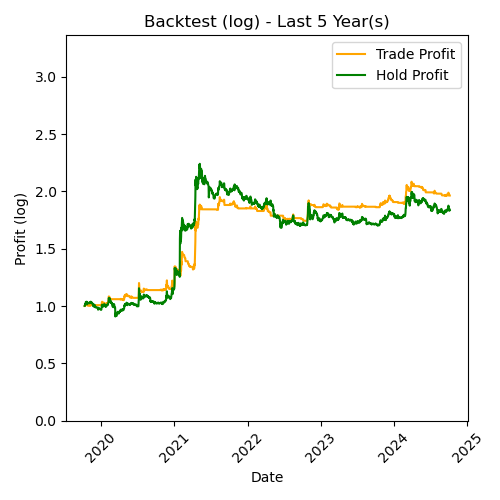 Backtest (log) - Last 5 Year(s)
Trade Profit
Hold Profit
Profit (log)
3.0
2.5
2.0
1.5
1.0
0.5
0.0
2020
2021
2022
2023
2024
2025
Date